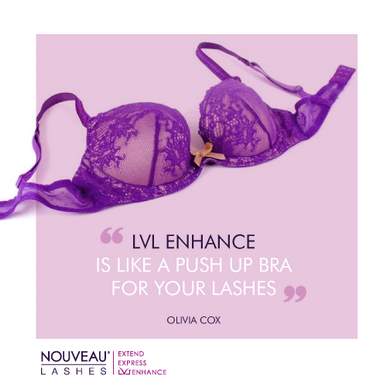 “ LVL ENHANCE
IS LIKE A PUSH UP BRA
FOR YOUR LASHES ”
OLIVIA COX
NOUVEAU®
LASHES
EXTEND
EXPRESS
LVL ENHANCE